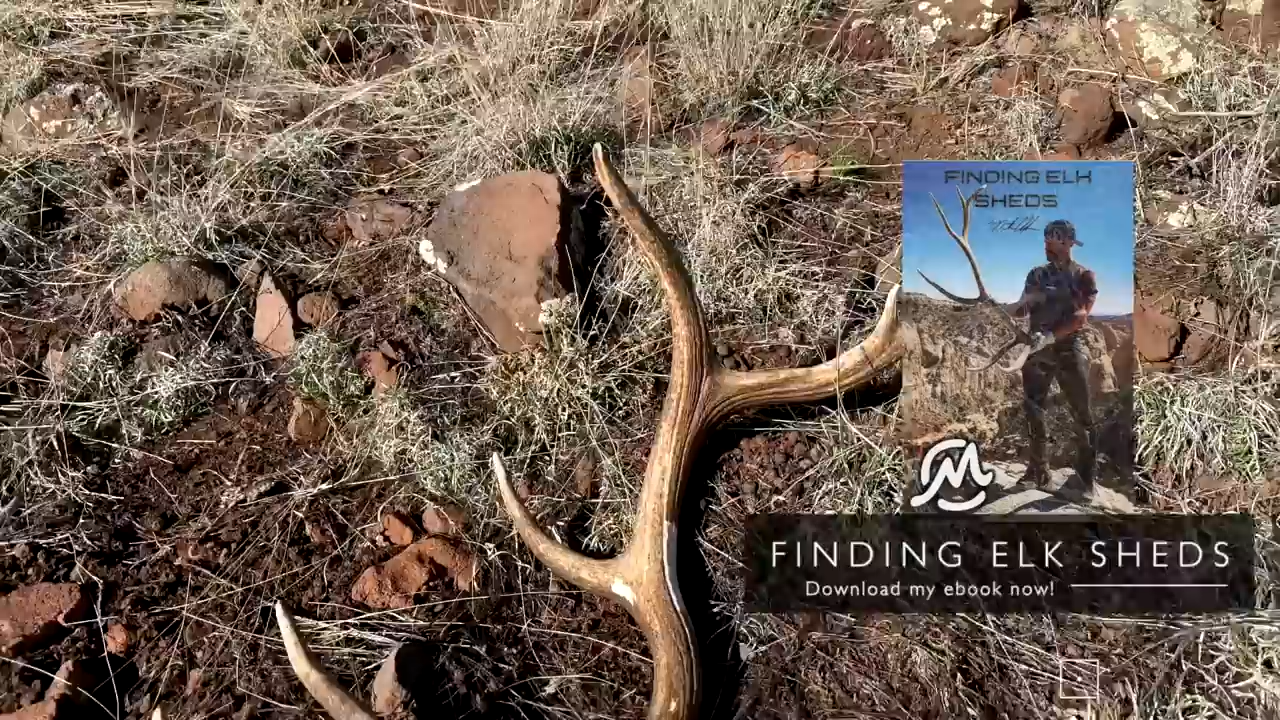 FINDING ELK
SHEDS
M
FINDING ELK SHEDS
Download my ebook now!